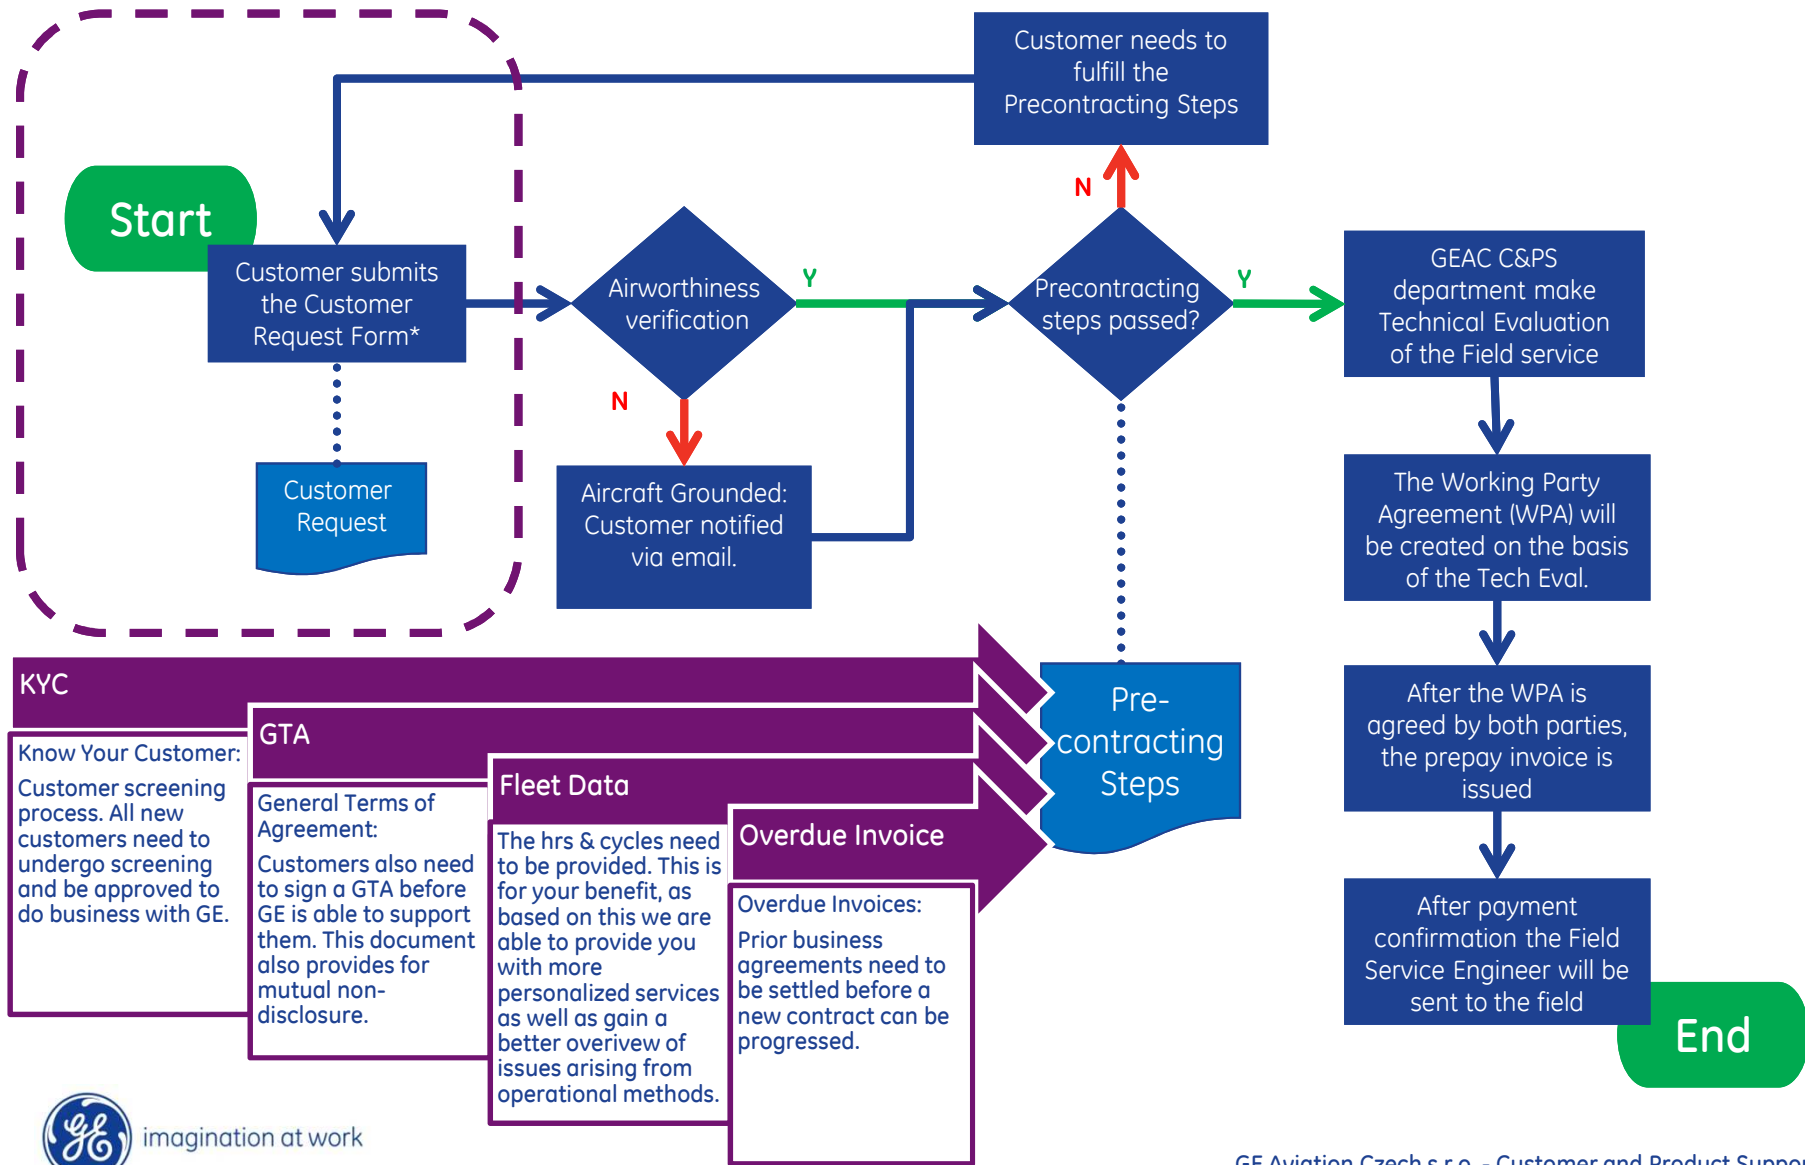 Customer needs to
fulfill the
Precontracting Steps
N
Start
Customer submits
the Customer
Request Form*
Airworthiness
verification
Y
Precontracting
steps passed?
Y
GEAC C&PS
department make
Technical Evaluation
of the Field service
N
Customer
Request
Aircraft Grounded:
Customer notified
via email.
The Working Party
Agreement (WPA) will
be created on the basis
of the Tech Eval.
After the WPA is
agreed by both parties,
the prepay invoice is
issued
After payment
confirmation the Field
Service Engineer will be
sent to the field
End
Pre-
contracting
Steps
KYC
Know Your Customer:
Customer screening
process. All new
customers need to
undergo screening
and be approved to
do business with GE.
GTA
General Terms of
Agreement:
Customers also need
to sign a GTA before
GE is able to support
them. This document
also provides for
mutual non-
disclosure.
Fleet Data
The hrs & cycles need
to be provided. This is
for your benefit, as
based on this we are
able to provide you
with more
personalized services
as well as gain a
better overivew of
issues arising from
operational methods.
Overdue Invoice
Overdue Invoices:
Prior business
agreements need to
be settled before a
new contract can be
progressed.
GE
imagination at work
GE Aviation Czech s.r.o. - Customer and Product Suppor